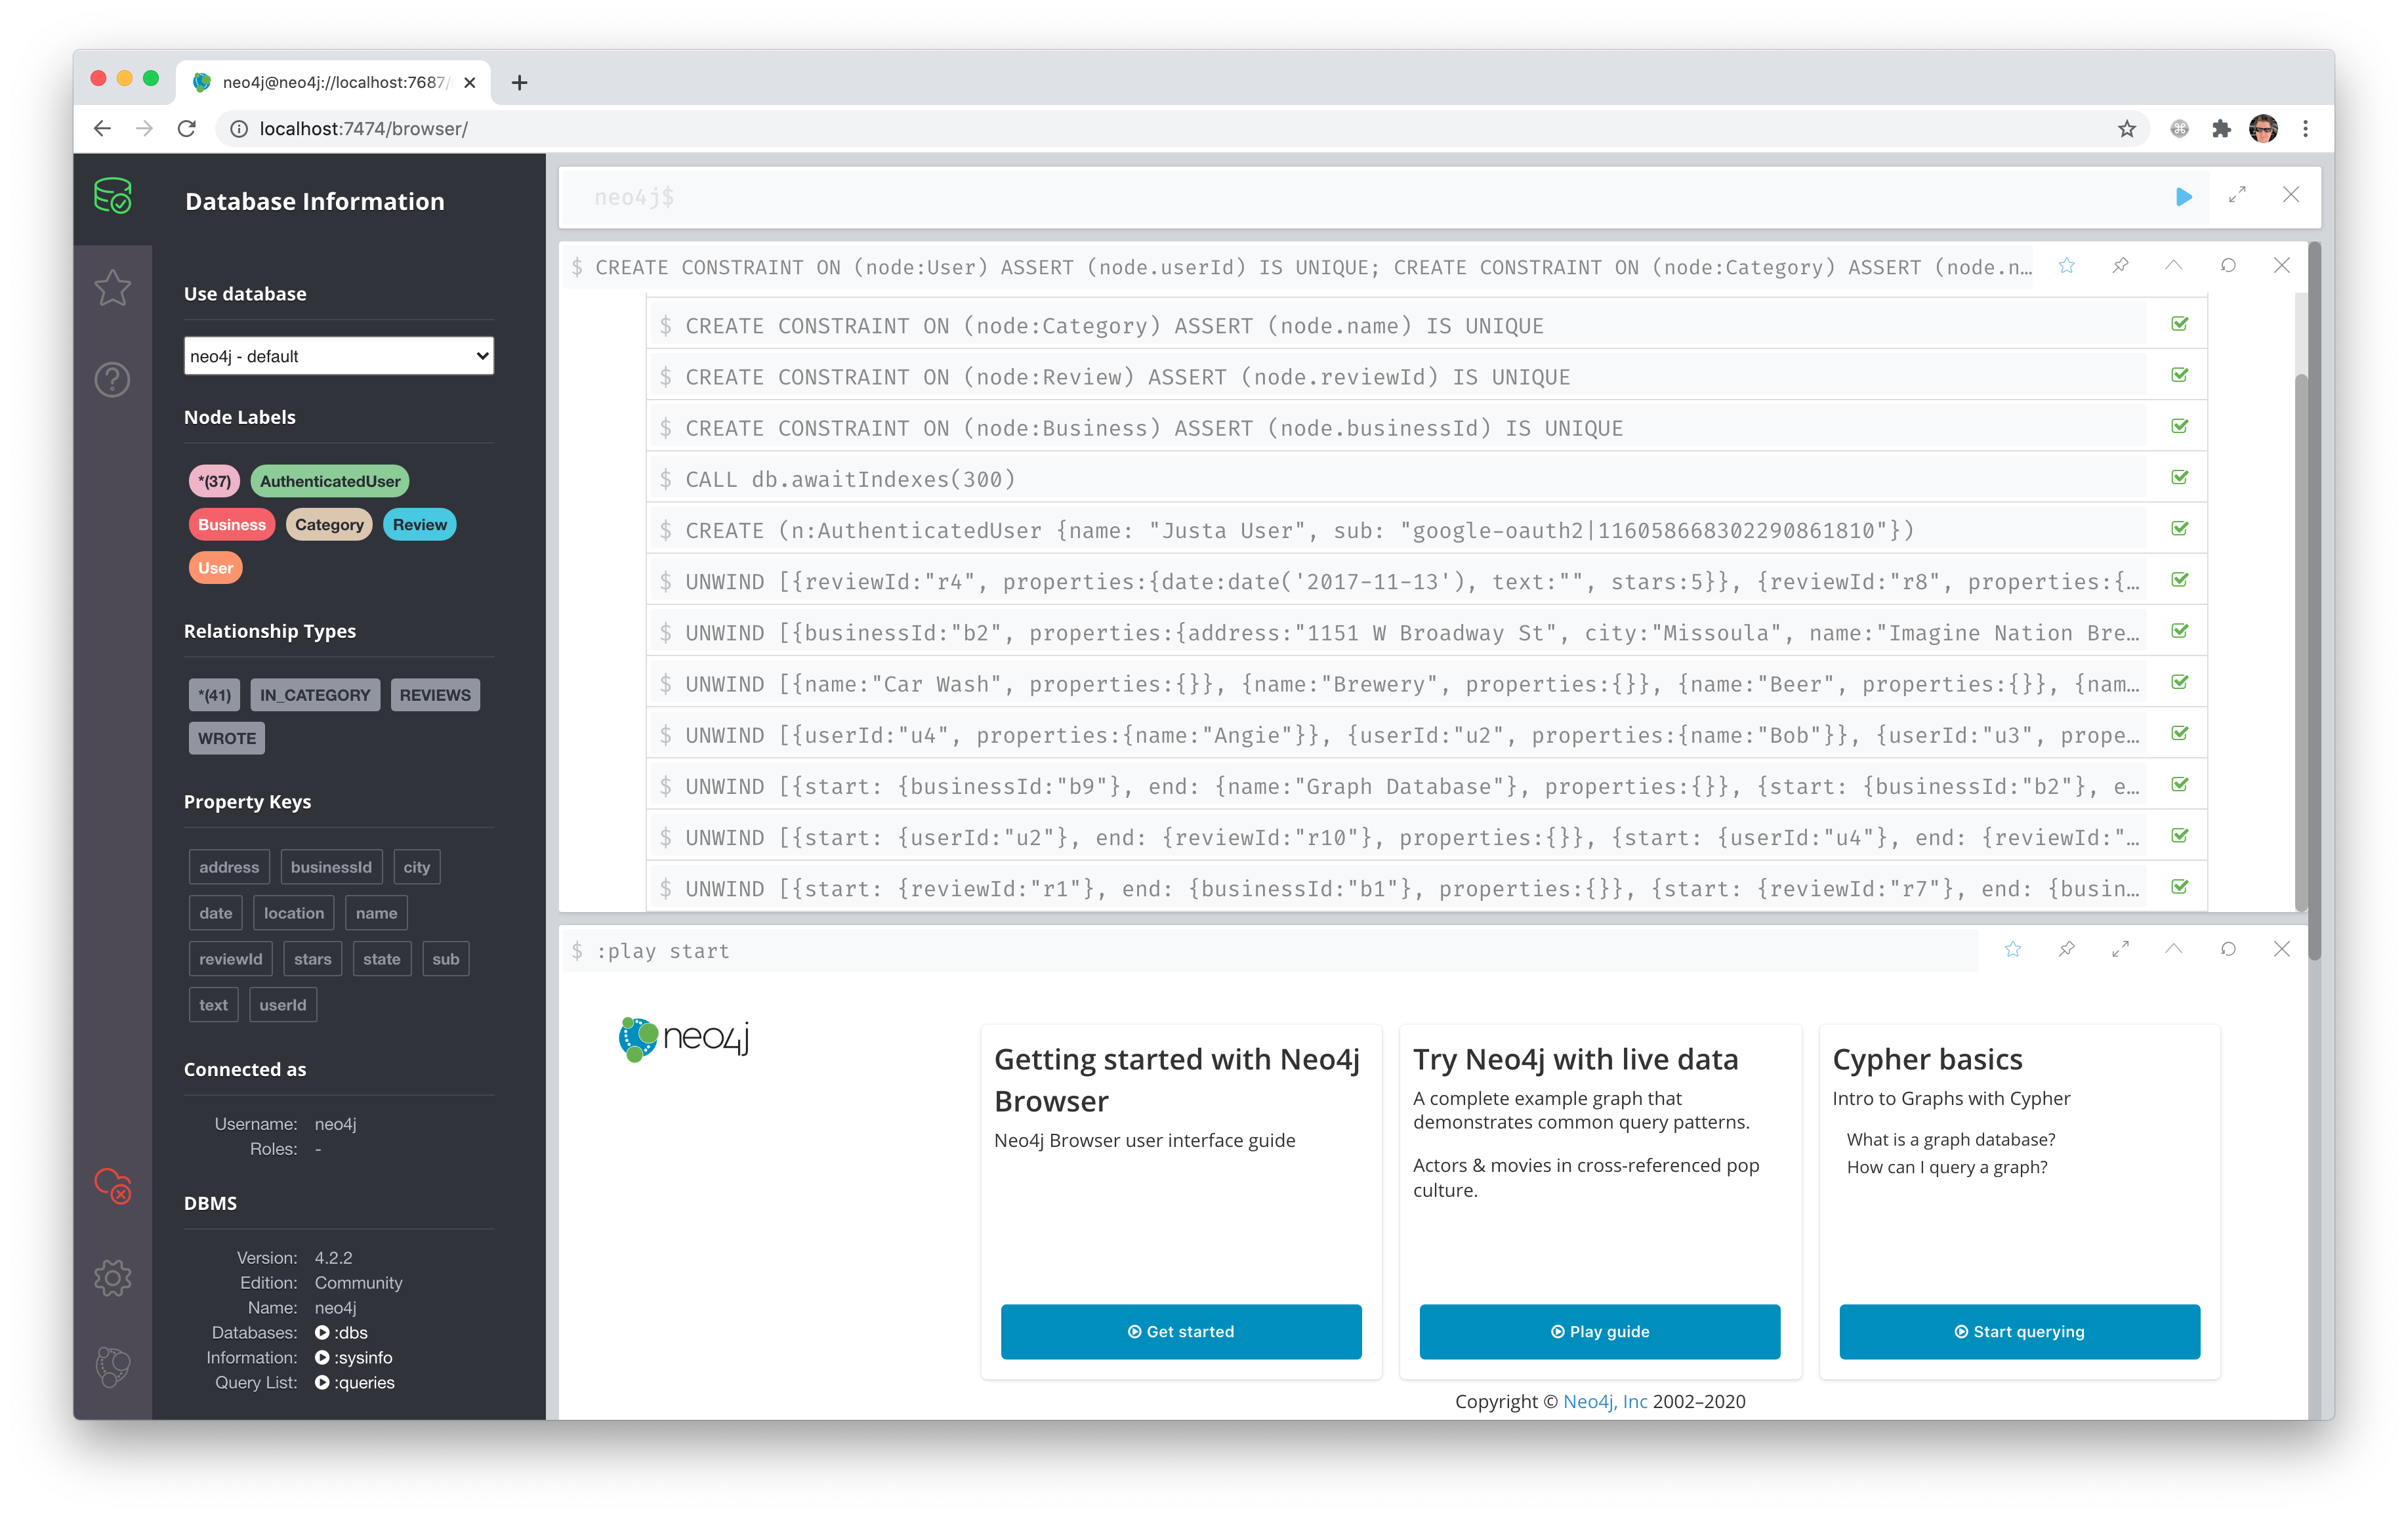 neo4j@neo4j://localhost:7687/
localhost:7474/browser/
Database Information
Use database
neo4j - default
Node Labels
*(37) AuthenticatedUser
Business Category Review
User
Relationship Types
*(41) IN_CATEGORY REVIEWS
WROTE
Property Keys
address businessId city
date location name
reviewId stars state sub
text userId
Connected as
Username: neo4j
Roles: -
DBMS
Version: 4.2.2
Edition: Community
Name: neo4j
Databases: :dbs
Information: :sysinfo
Query List: :queries
neo4j$
$ CREATE CONSTRAINT ON (node:User) ASSERT (node.userId) IS UNIQUE; CREATE CONSTRAINT ON (node:Category) ASSERT (node.n…
$ CREATE CONSTRAINT ON (node:Category) ASSERT (node.name) IS UNIQUE
$ CREATE CONSTRAINT ON (node:Review) ASSERT (node.reviewId) IS UNIQUE
$ CREATE CONSTRAINT ON (node:Business) ASSERT (node.businessId) IS UNIQUE
$ CALL db.awaitIndexes(300)
$ CREATE (n:AuthenticatedUser {name: "Justa User", sub: "google-oauth2|116058668302290861810"})
$ UNWIND [{reviewId:"r4", properties:{date:date('2017-11-13'), text:"", stars:5}}, {reviewId:"r8", properties:{…
$ UNWIND [{businessId:"b2", properties:{address:"1151 W Broadway St", city:"Missoula", name:"Imagine Nation Bre…
$ UNWIND [{name:"Car Wash", properties:{}}, {name:"Brewery", properties:{}}, {name:"Beer", properties:{}}, {nam…
$ UNWIND [{userId:"u4", properties:{name:"Angie"}}, {userId:"u2", properties:{name:"Bob"}}, {userId:"u3", prope…
$ UNWIND [{start: {businessId:"b9"}, end: {name:"Graph Database"}, properties:{}}, {start: {businessId:"b2"}, e…
$ UNWIND [{start: {userId:"u2"}, end: {reviewId:"r10"}, properties:{}}, {start: {userId:"u4"}, end: {reviewId:"…
$ UNWIND [{start: {reviewId:"r1"}, end: {businessId:"b1"}, properties:{}}, {start: {reviewId:"r7"}, end: {busin…
$ :play start
neo4j
Getting started with Neo4j
Browser
Neo4j Browser user interface guide
Get started
Try Neo4j with live data
A complete example graph that
demonstrates common query patterns.
Actors & movies in cross-referenced pop
culture.
Play guide
Cypher basics
Intro to Graphs with Cypher
What is a graph database?
How can I query a graph?
Start querying
Copyright © Neo4j, Inc 2002–2020